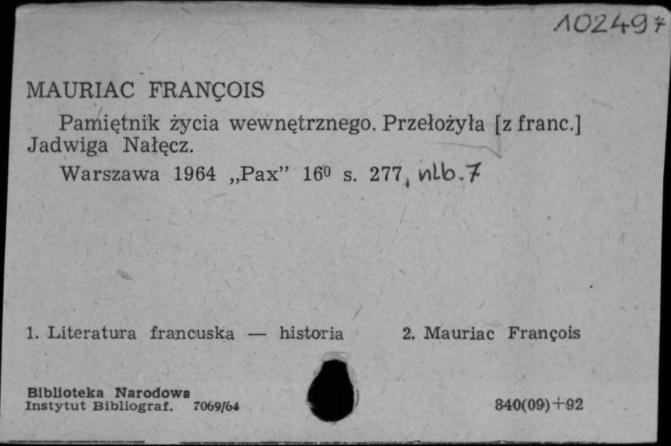 102497
MAURIAC FRANÇOIS
Pamiętnik życia wewnętrznego. Przełożyła [z franc.]
Jadwiga Nałęcz.
Warszawa 1964 „Pax” 16⁰ s. 277, nlb. 7
1. Literatura francuska — historia 2. Mauriac François
Biblioteka Narodowa
Instytut Bibliograf. 7069/64 840(09)+92